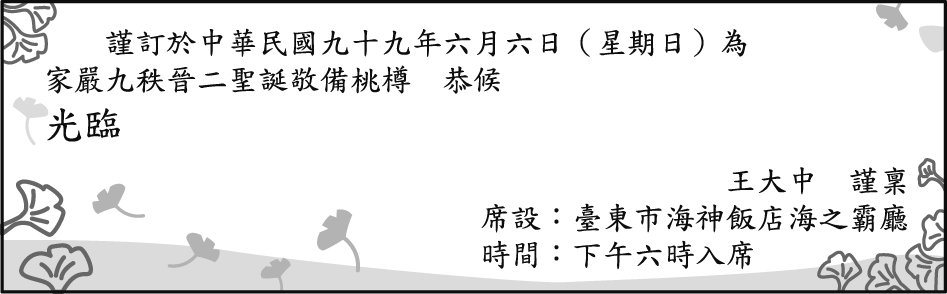 謹訂於中華民國九十九年六月六日（星期日）為
家嚴九秩晉二聖誕敬備桃樽　恭候
光臨
王大中　謹稟
席設：臺東市海神飯店海之霸廳
時間：下午六時入席